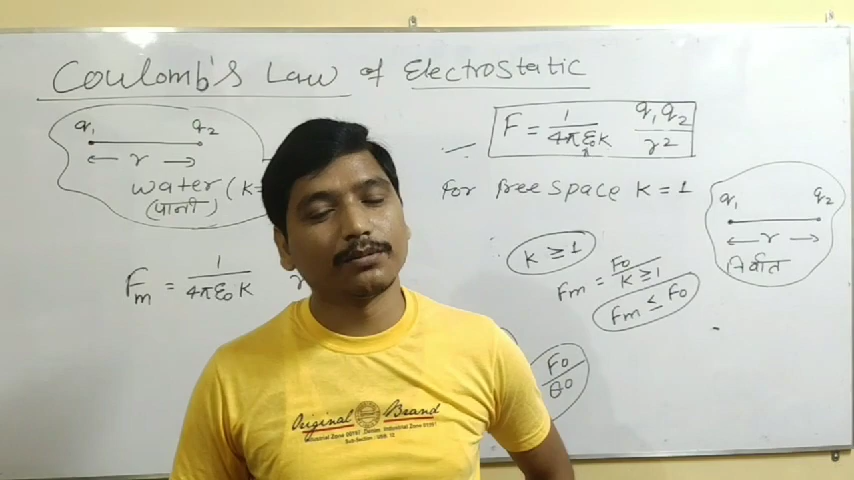 Coulomb's Law of Electrostatic
q₁ q₂
r
water (K=
(पानी)
Fm = 1/4πε₀K
F = 1/4πε₀K q₁q₂/r²
for free space K = 1
q₁ q₂
r
निर्वात
K ≥ 1
Fm = F₀/K≥1
Fm ≤ F₀
F₀/80
Original Brand